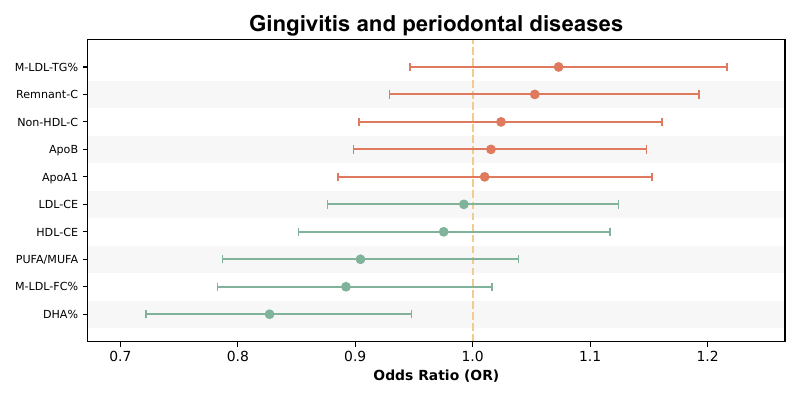 Gingivitis and periodontal diseases
M-LDL-TG%
Remnant-C
Non-HDL-C
ApoB
ApoA1
LDL-CE
HDL-CE
PUFA/MUFA
M-LDL-FC%
DHA%
0.7 0.8 0.9 1.0 1.1 1.2
Odds Ratio (OR)